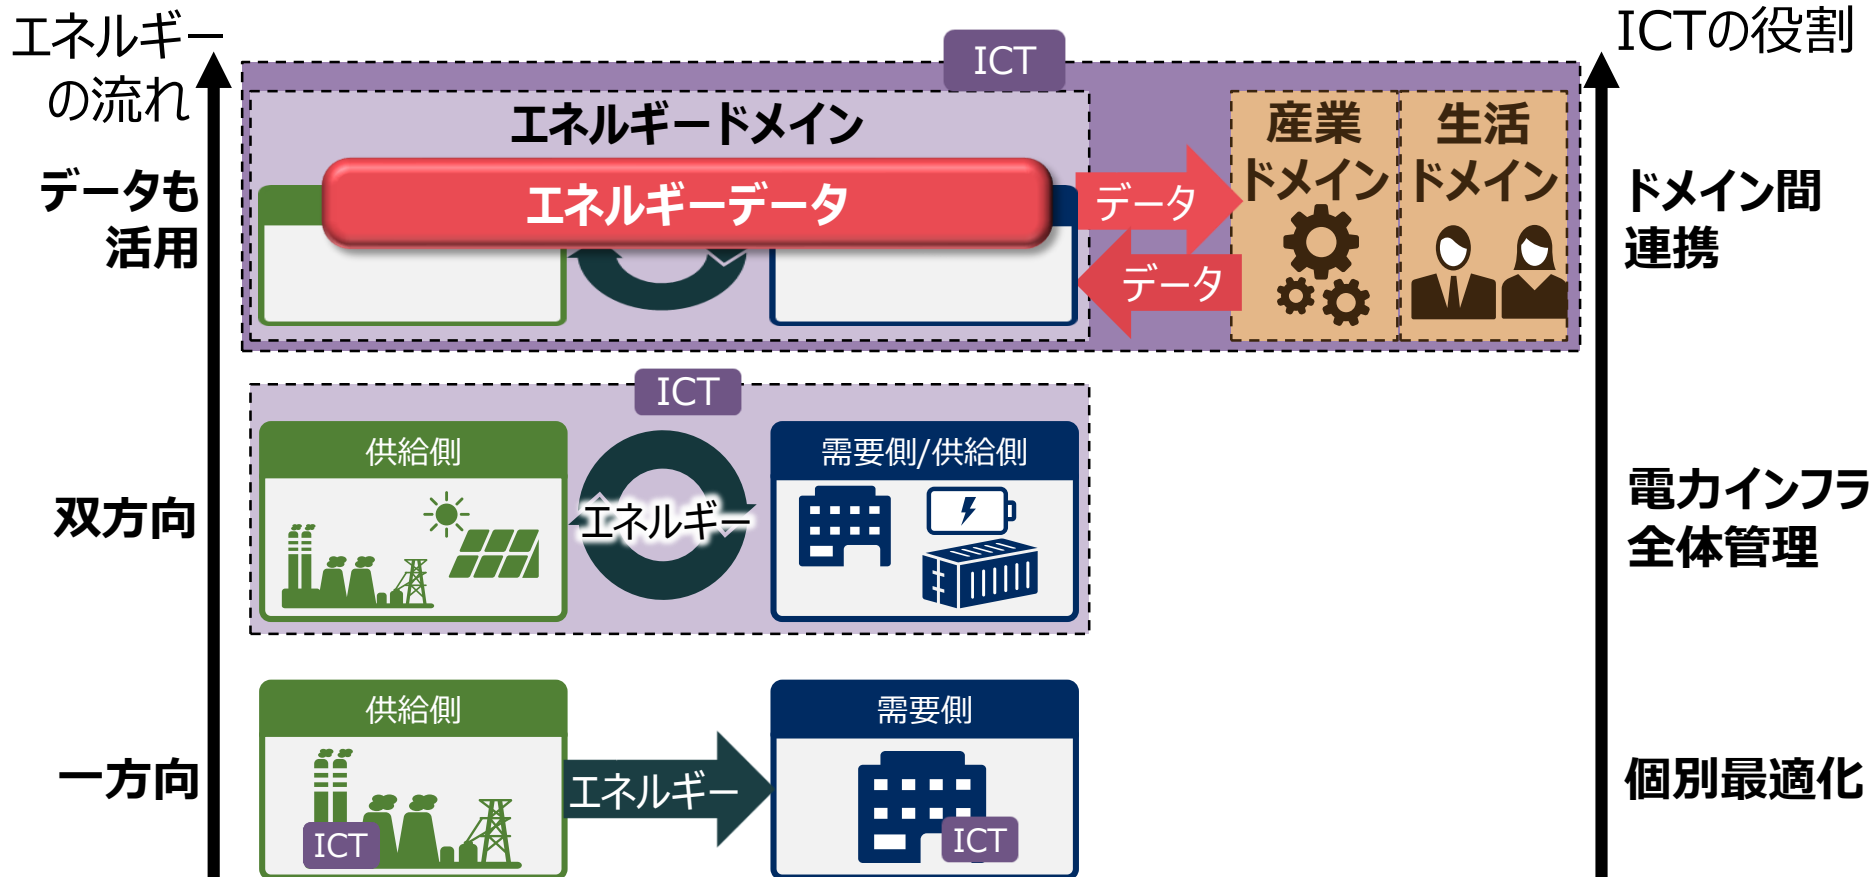 エネルギー
の流れ
ICTの役割
ICT
エネルギードメイン
産業
ドメイン
生活
ドメイン
データも
活用
エネルギーデータ
データ
データ
ドメイン間
連携
ICT
供給側
需要側/供給側
双方向
エネルギー
電力インフラ
全体管理
供給側
需要側
一方向
エネルギー
ICT
ICT
個別最適化